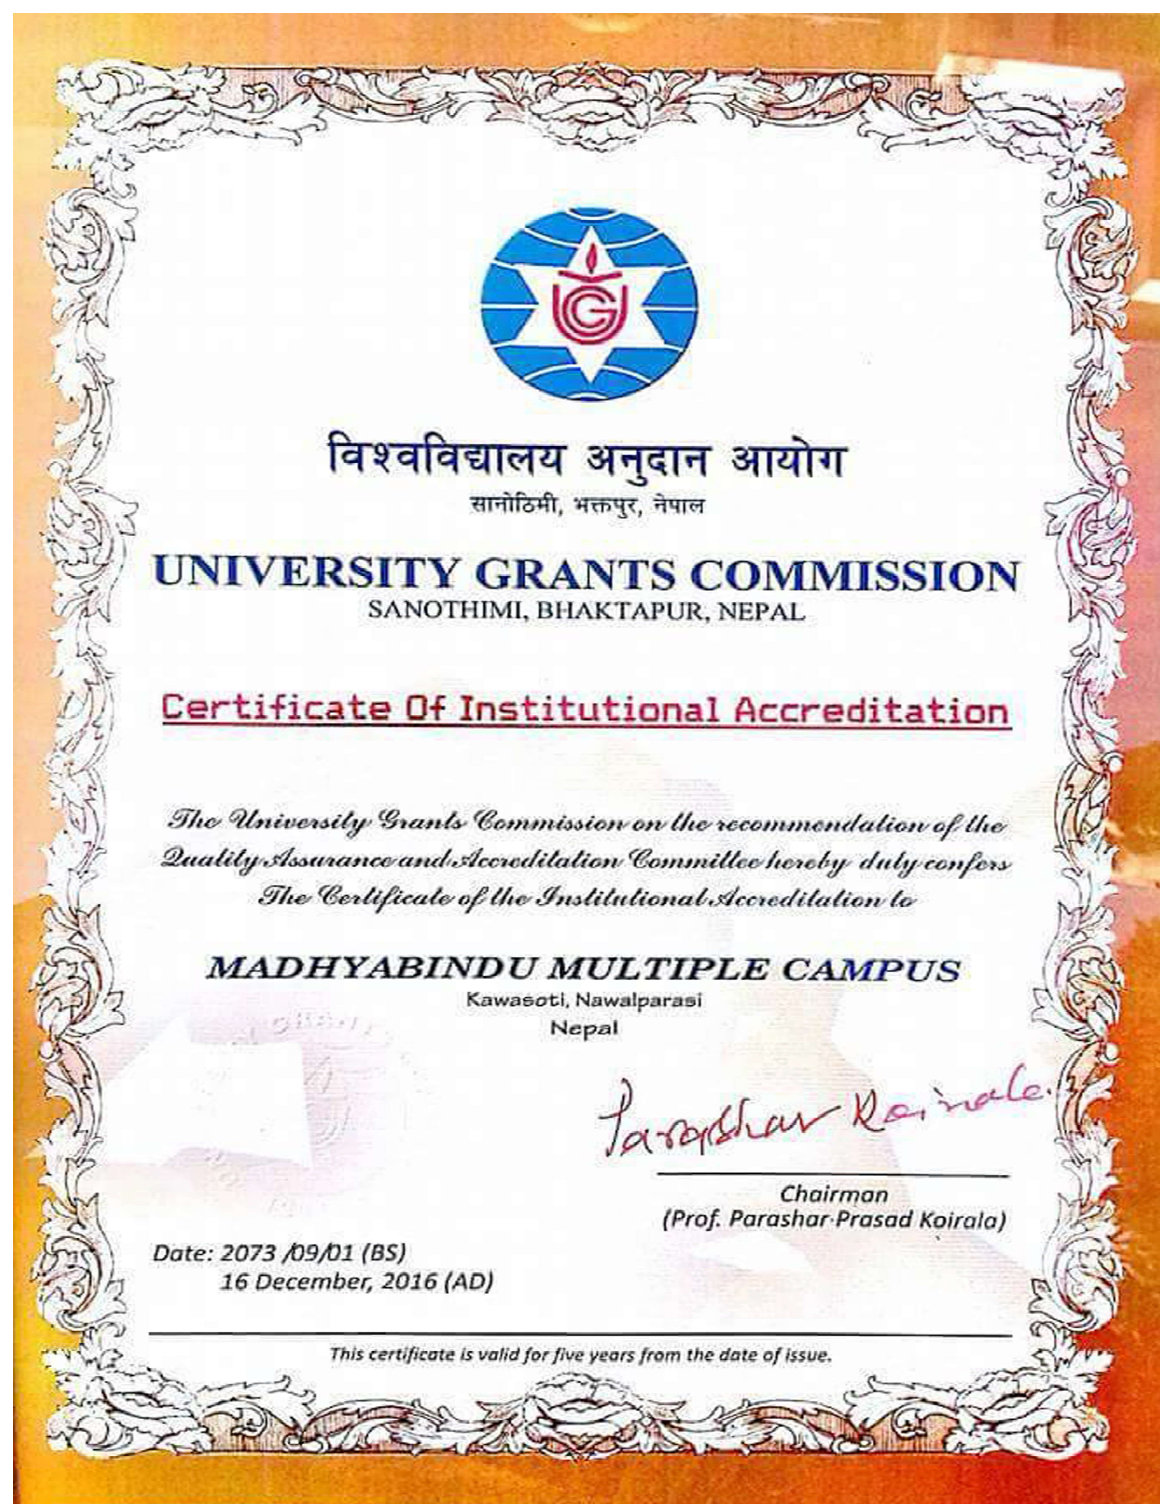 UGC
विश्वविद्यालय अनुदान आयोग
सानोठिमी, भक्तपुर, नेपाल
UNIVERSITY GRANTS COMMISSION
SANOTHIMI, BHAKTAPUR, NEPAL
Certificate Of Institutional Accreditation
The University Grants Commission on the recommendation of the
Quality Assurance and Accreditation Committee hereby duly confers
The Certificate of the Institutional Accreditation to
MADHYABINDU MULTIPLE CAMPUS
Kawasoti, Nawalparasi
Nepal
Parashar Koirala
Chairman
(Prof. Parashar Prasad Koirala)
Date: 2073 /09/01 (BS)
16 December, 2016 (AD)
This certificate is valid for five years from the date of issue.